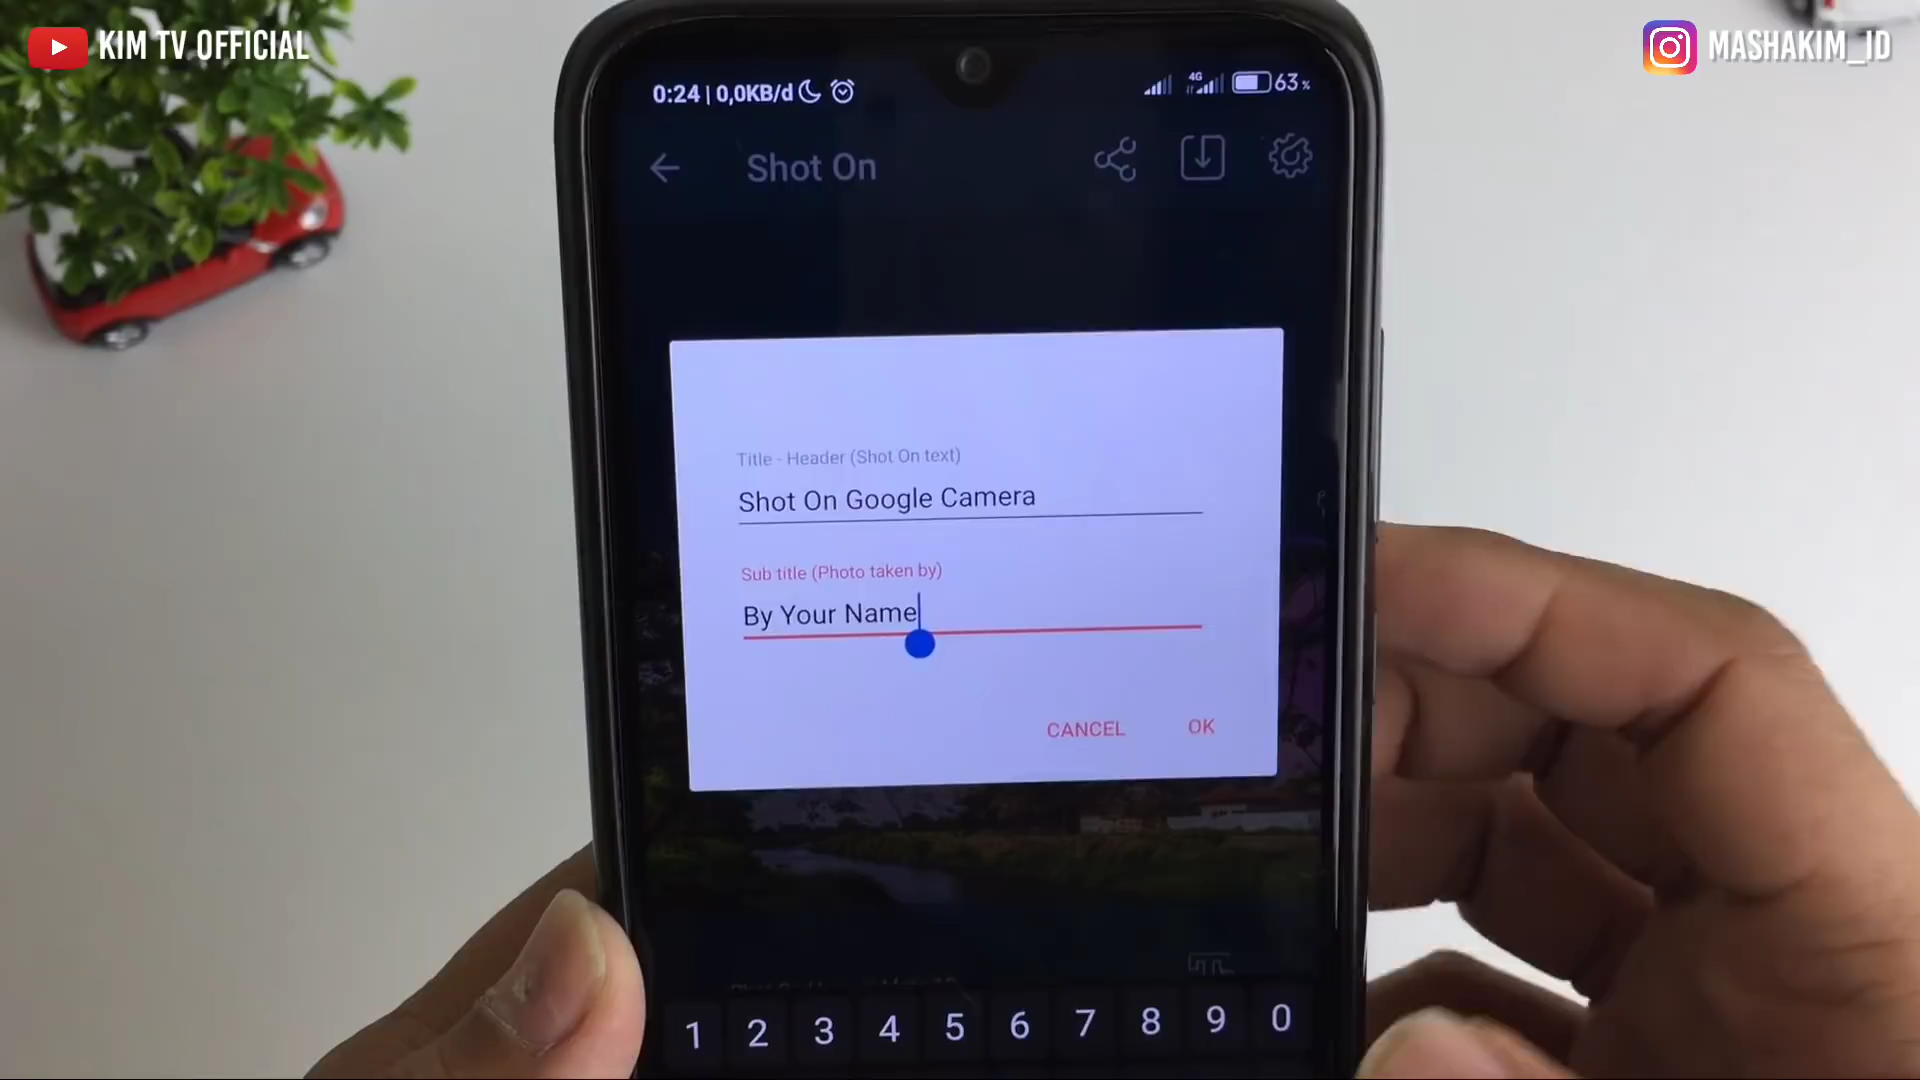 KIM TV OFFICIAL
MASHAKIM_ID
0:24 | 0,0KB/d
4G
63%
Shot On
Title - Header (Shot On text)
Shot On Google Camera
Sub title (Photo taken by)
By Your Name
CANCEL OK
1 2 3 4 5 6 7 8 9 0